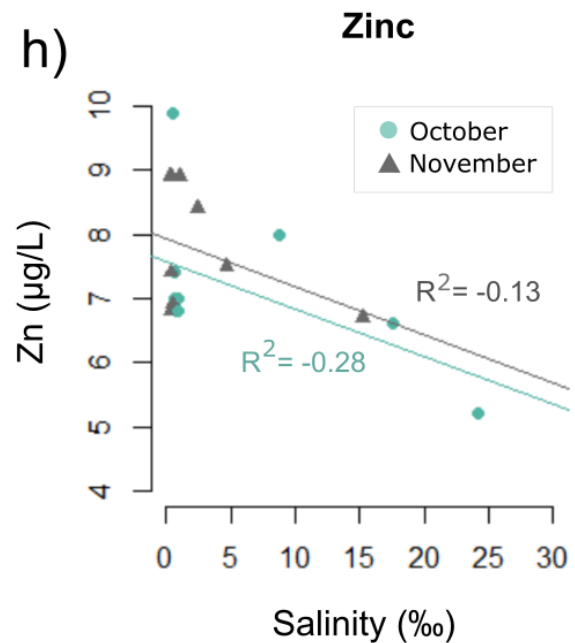 Zinc
h)
10
9
8
7
6
5
4
Zn (µg/L)
October
November
R² = -0.13
R² = -0.28
0 5 10 15 20 25 30
Salinity (‰)